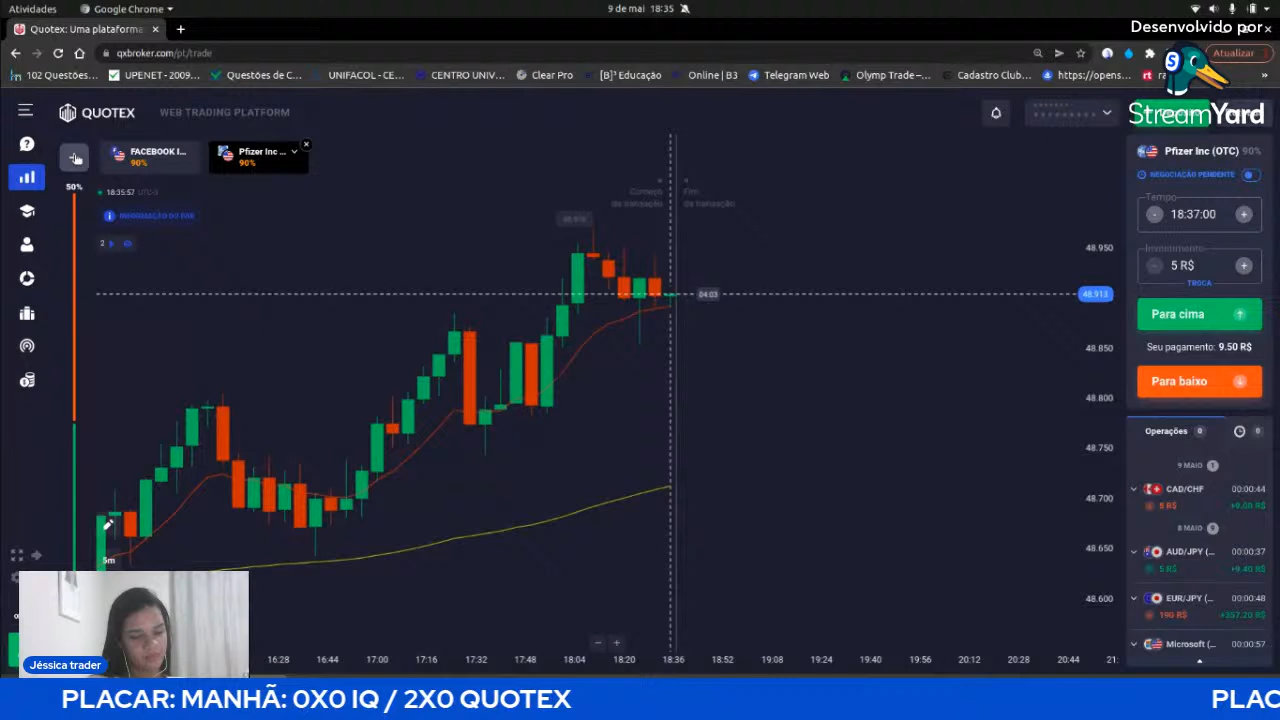 Atividades
Google Chrome
9 de mai 18:35
Quotex: Uma plataforma
Desenvolvido por
qxbroker.com/pt/trade
Atualizar
102 Questões...
UPENET - 2009...
Questões de C...
UNIFACOL - CE...
CENTRO UNIV...
Clear Pro
[B]³ Educação
Online | B3
Telegram Web
Olymp Trade –...
Cadastro Club...
https://opens...
StreamYard
QUOTEX
WEB TRADING PLATFORM
FACEBOOK I...
90%
Pfizer Inc ...
90%
50%
18:35:57 UTC-3
INFORMAÇÃO DO PAR
2
Começo
da transação
Fim
da transação
04:03
48.950
48.913
48.850
48.800
48.750
48.700
48.650
48.600
5m
16:28
16:44
17:00
17:16
17:32
17:48
18:04
18:20
18:36
18:52
19:08
19:24
19:40
19:56
20:12
20:28
20:44
21:
Pfizer Inc (OTC) 90%
NEGOCIAÇÃO PENDENTE
Tempo
- 18:37:00 +
Investimento
- 5 R$ +
TROCA
Para cima
Seu pagamento: 9.50 R$
Para baixo
Operações 0
0
9 MAIO 1
CAD/CHF 00:00:44
+9.00 R$
8 MAIO
AUD/JPY (... 00:00:37
5 R$ +9.40 R$
EUR/JPY (... 00:00:48
190 R$ +357.20 R$
Microsoft (... 00:00:57
Jéssica trader
PLACAR: MANHÃ: 0X0 IQ / 2X0 QUOTEX
PLAC